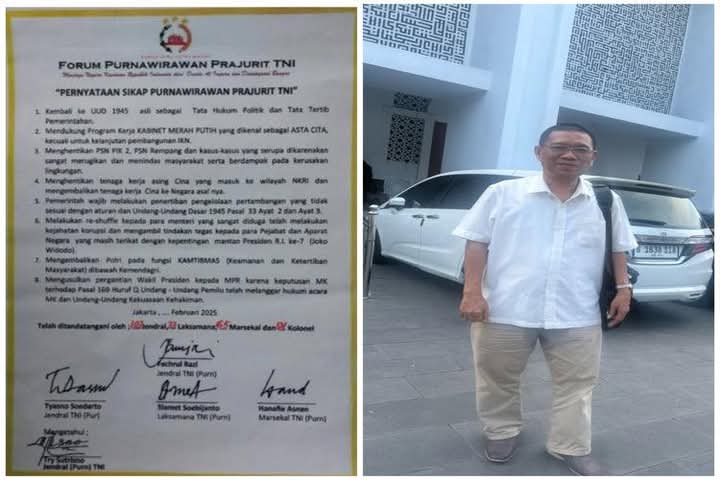 FORUM PURNAWIRAWAN PRAJURIT TNI
"PERNYATAAN SIKAP PURNAWIRAWAN PRAJURIT TNI"
1. Kembali ke UUD 1945 asli sebagai Tata Hukum Politik dan Tata Tertib
Pemerintahan.
2. Mendukung Program Kerja KABINET MERAH PUTIH yang dikenal sebagai ASTA CITA,
kecuali untuk kelanjutan pembangunan IKN.
3. Menghentikan PSN PIK 2, PSN Rempang dan kasus-kasus yang serupa dikarenakan
sangat merugikan dan menindas masyarakat serta berdampak pada kerusakan
lingkungan.
4. Menghentikan tenaga kerja asing Cina yang masuk ke wilayah NKRI dan
mengembalikan tenaga kerja Cina ke Negara asal'nya.
5. Pemerintah wajib melakukan penertiban pengelolaan pertambangan yang tidak
sesuai dengan aturan dan Undang-Undang Dasar 1945 Pasal 33 Ayat 2 dan Ayat 3.
6. Melakukan re-shuffle kepada para menteri yang sangat diduga telah melakukan
kejahatan korupsi dan mengambil tindakan tegas kepada para Pejabat dan Aparat
Negara yang masih terikat dengan kepentingan mantan Presiden R.I. ke-7 (Joko
Widodo).
7. Mengembalikan Polri pada fungsi KAMTIBMAS (Keamanan dan Ketertiban
Masyarakat) dibawah Kemendagri.
8. Mengusulkan pergantian Wakil Presiden kepada MPR karena keputusan MK
terhadap Pasal 169 Huruf Q Undang - Undang Pemilu telah melanggar hukum acara
MK dan Undang-Undang Kekuasaan Kehakiman.
Jakarta, .... Februari 2025
Telah ditandatangani oleh : Jendral, Laksamana, Marsekal dan Kolonel
Fachrul Razi
Jendral TNI (Purn)
Tyasno Soedarto
Jendral TNI (Pur)
Slamet Soebijanto
Laksamana TNI (Purn)
Hanafie Asnan
Marsekal TNI (Purn)
Mengetahui :
Try Sutrisno
Jendral (Purn) TNI